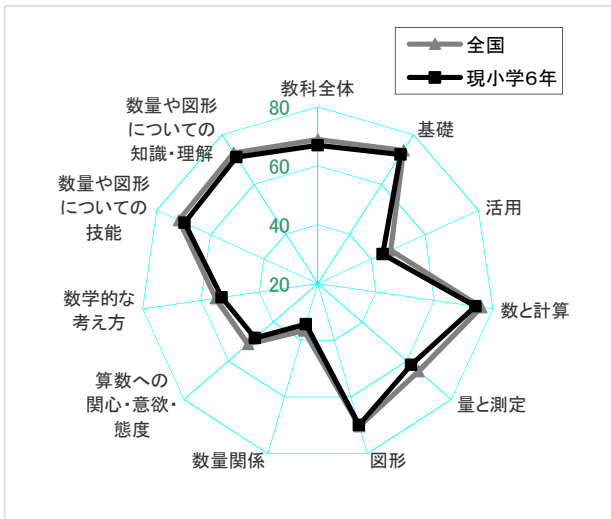 全国
現小学6年
教科全体
基礎
活用
数と計算
量と測定
図形
数量関係
算数への
関心・意欲・
態度
数学的な
考え方
数量や図形
についての
技能
数量や図形
についての
知識・理解
80
60
40
20